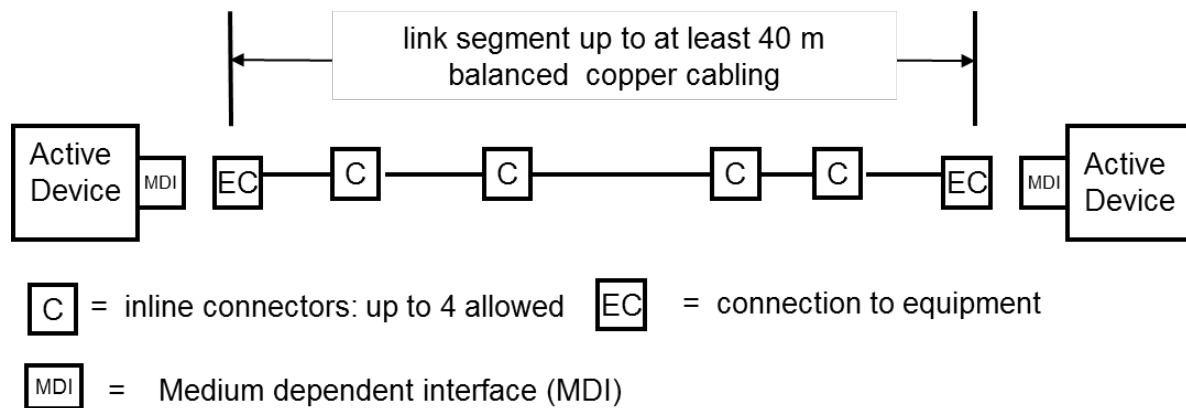 link segment up to at least 40 m
balanced copper cabling
Active
Device
MDI
EC
C
C
C
C
EC
MDI
Active
Device
C = inline connectors: up to 4 allowed
EC = connection to equipment
MDI = Medium dependent interface (MDI)